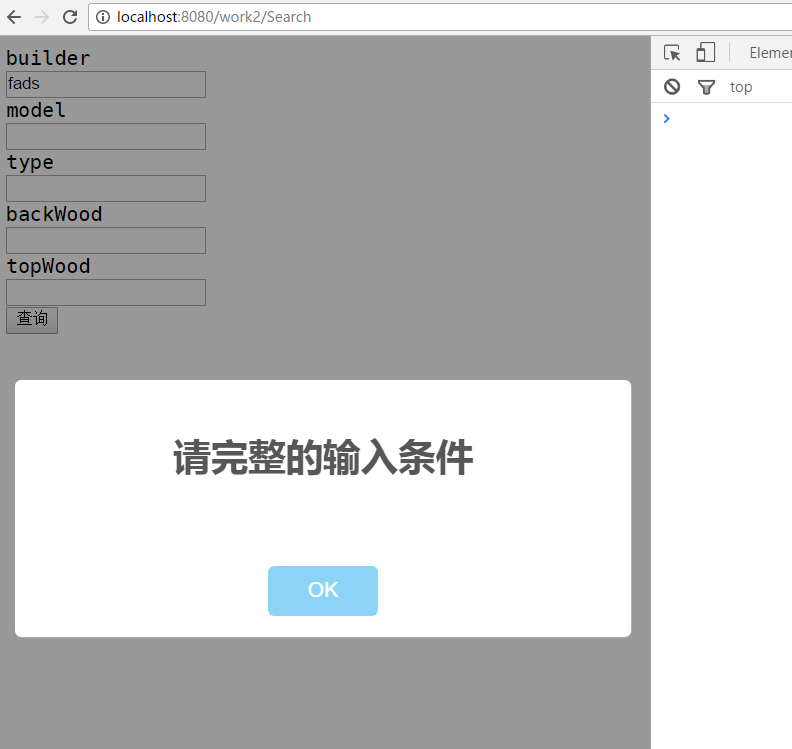 localhost:8080/work2/Search
builder
fads
model
type
backWood
topWood
查询
请完整的输入条件
OK
Elemer
top